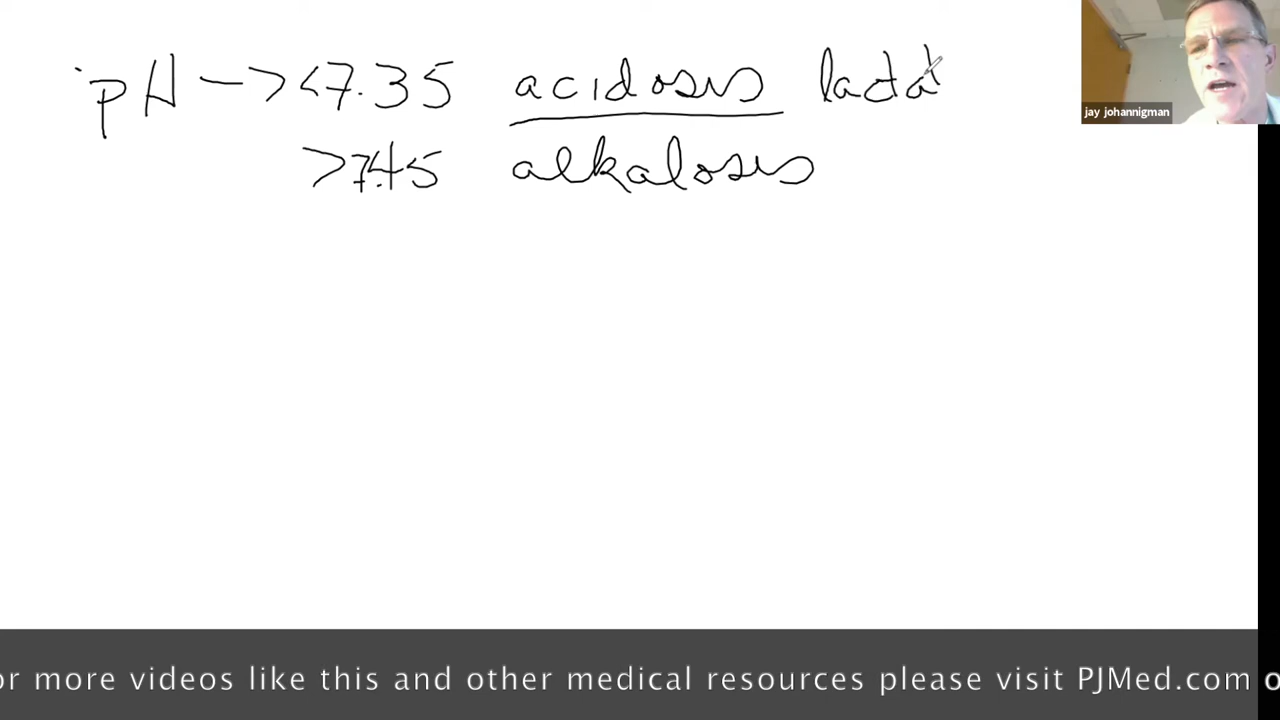 pH -> <7.35 acidosis lacta
>7.45 alkalosis
jay johannigman
or more videos like this and other medical resources please visit PJMed.com o